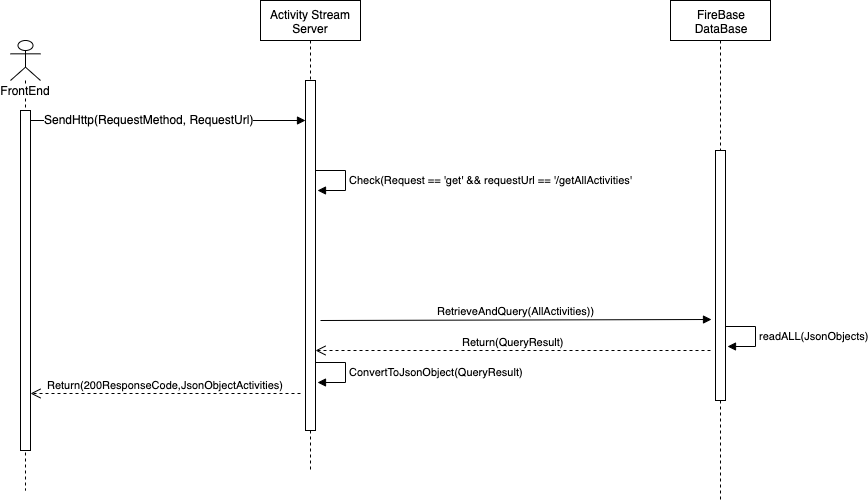 Activity Stream
Server
FireBase
DataBase
FrontEnd
SendHttp(RequestMethod, RequestUrl)
Check(Request == 'get' && requestUrl == '/getAllActivities'
RetrieveAndQuery(AllActivities))
readALL(JsonObjects)
Return(QueryResult)
ConvertToJsonObject(QueryResult)
Return(200ResponseCode,JsonObjectActivities)